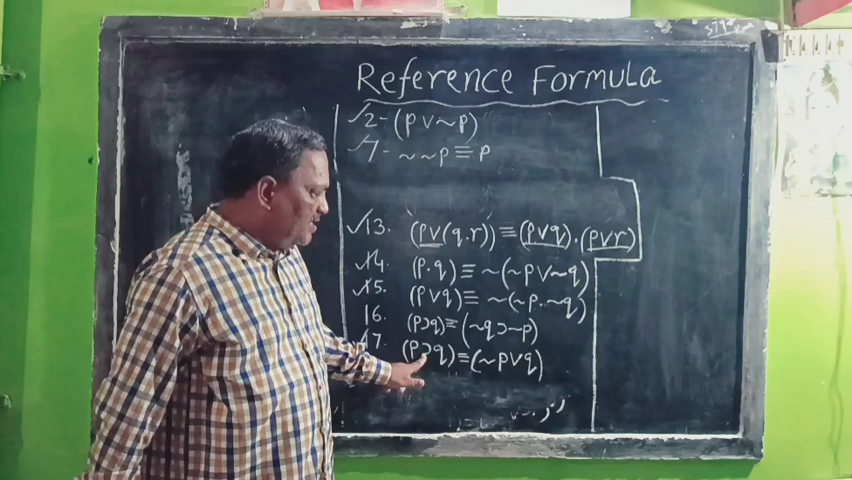 Reference Formula
✓2- (p ∨ ~p)
✓7- ~~p ≡ p
✓13. (p∨(q.r)) ≡ (p∨q).(p∨r)
✓14. (p.q) ≡ ~(~p∨~q)
✓15. (p∨q) ≡ ~(~p.~q)
16. (p⊃q) ≡ (~q⊃~p)
17. (p⊃q) ≡ (~p∨q)